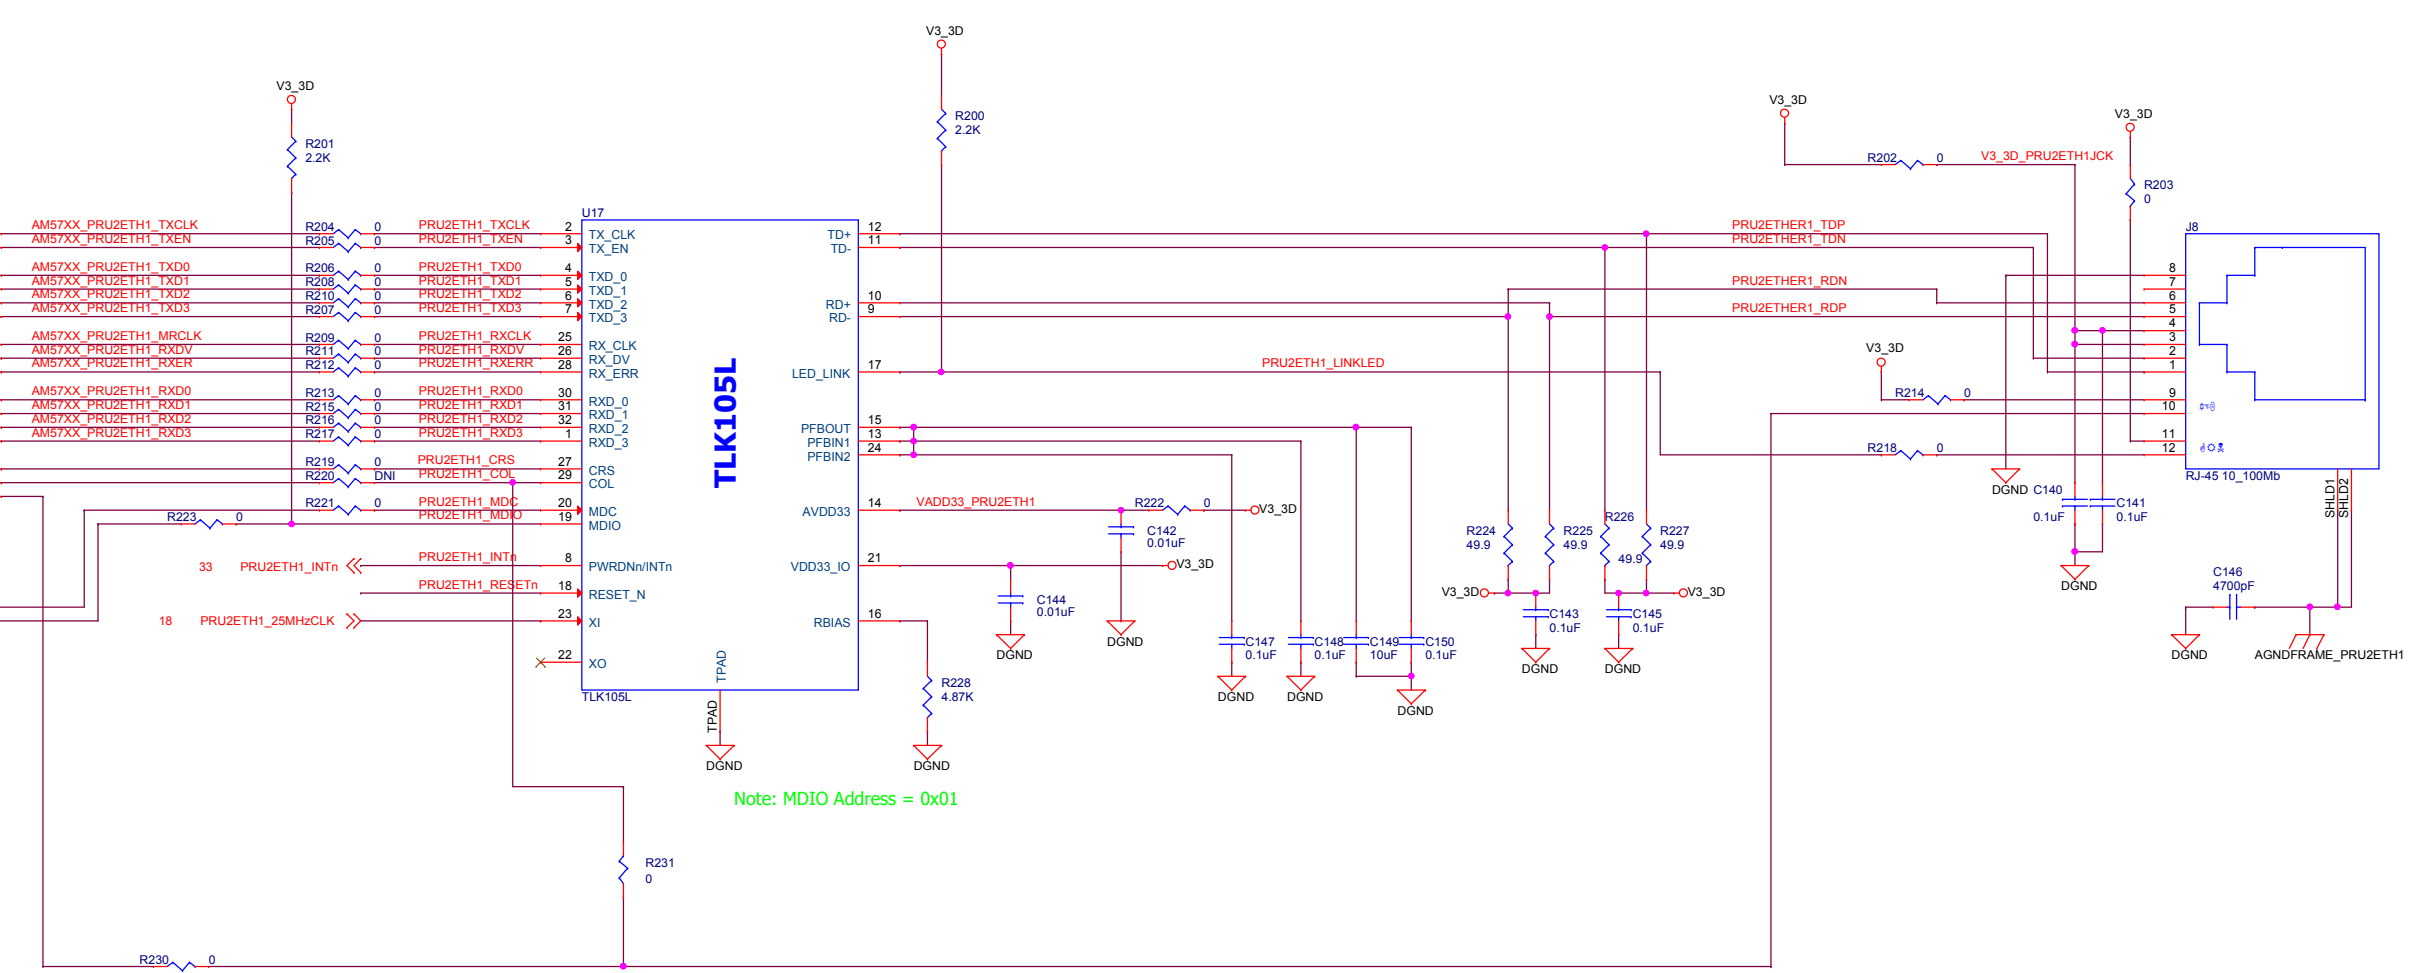 V3_3D
V3_3D
R200
2.2K
R201
2.2K
V3_3D
V3_3D
R202 0 V3_3D_PRU2ETH1JCK
R203
0
U17
AM57XX_PRU2ETH1_TXCLK R204 0 PRU2ETH1_TXCLK 2 TX_CLK
AM57XX_PRU2ETH1_TXEN R205 0 PRU2ETH1_TXEN 3 TX_EN
AM57XX_PRU2ETH1_TXD0 R206 0 PRU2ETH1_TXD0 4 TXD_0
AM57XX_PRU2ETH1_TXD1 R208 0 PRU2ETH1_TXD1 5 TXD_1
AM57XX_PRU2ETH1_TXD2 R210 0 PRU2ETH1_TXD2 6 TXD_2
AM57XX_PRU2ETH1_TXD3 R207 0 PRU2ETH1_TXD3 7 TXD_3
AM57XX_PRU2ETH1_MRCLK R209 0 PRU2ETH1_RXCLK 25 RX_CLK
AM57XX_PRU2ETH1_RXDV R211 0 PRU2ETH1_RXDV 26 RX_DV
AM57XX_PRU2ETH1_RXER R212 0 PRU2ETH1_RXERR 28 RX_ERR
AM57XX_PRU2ETH1_RXD0 R213 0 PRU2ETH1_RXD0 30 RXD_0
AM57XX_PRU2ETH1_RXD1 R215 0 PRU2ETH1_RXD1 31 RXD_1
AM57XX_PRU2ETH1_RXD2 R216 0 PRU2ETH1_RXD2 32 RXD_2
AM57XX_PRU2ETH1_RXD3 R217 0 PRU2ETH1_RXD3 1 RXD_3
R219 0 PRU2ETH1_CRS 27 CRS
R220 DNI PRU2ETH1_COL 29 COL
R221 0 PRU2ETH1_MDC 20 MDC
R223 0 PRU2ETH1_MDIO 19 MDIO
33 PRU2ETH1_INTn PRU2ETH1_INTn 8 PWRDNn/INTn
PRU2ETH1_RESETn 18 RESET_N
18 PRU2ETH1_25MHzCLK 23 XI
22 XO
TLK105L
TPAD
TLK105L
TPAD
DGND
TD+ 12 PRU2ETHER1_TDP
TD- 11 PRU2ETHER1_TDN
RD+ 10 PRU2ETHER1_RDN
RD- 9 PRU2ETHER1_RDP
LED_LINK 17 PRU2ETH1_LINKLED
PFBOUT 15
PFBIN1 13
PFBIN2 24
AVDD33 14 VADD33_PRU2ETH1 R222 0 V3_3D
C142
0.01uF
DGND
VDD33_IO 21 V3_3D
C144
0.01uF
DGND
RBIAS 16
R228
4.87K
DGND
C147
0.1uF
DGND
C148
0.1uF
DGND
C149
10uF
C150
0.1uF
DGND
R224
49.9
R225
49.9
R226
49.9
R227
49.9
V3_3D
C143
0.1uF
DGND
V3_3D
C145
0.1uF
DGND
J8
8
7
6
5
4
3
2
1
V3_3D
R214 0 9
10
11
R218 0 12
RJ-45 10_100Mb
DGND
C140
0.1uF
C141
0.1uF
DGND
SHLD1
SHLD2
C146
4700pF
DGND
AGNDFRAME_PRU2ETH1
Note: MDIO Address = 0x01
R231
0
R230 0